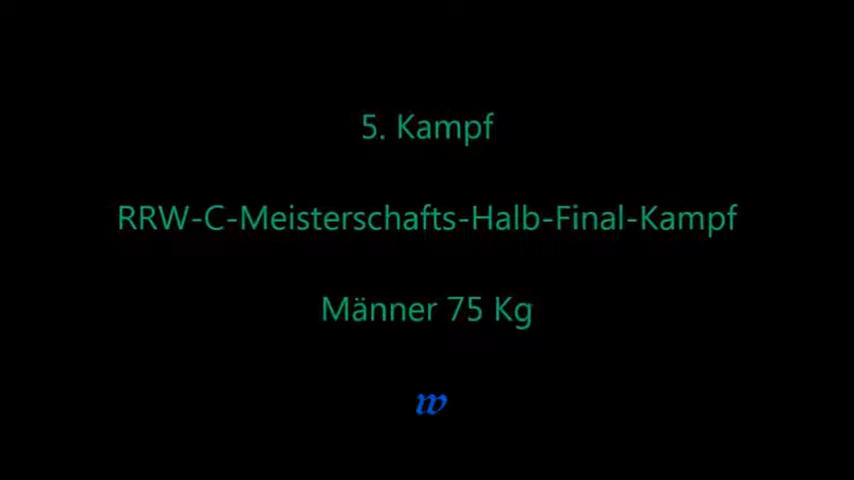 5. Kampf
RRW-C-Meisterschafts-Halb-Final-Kampf
Männer 75 Kg
w